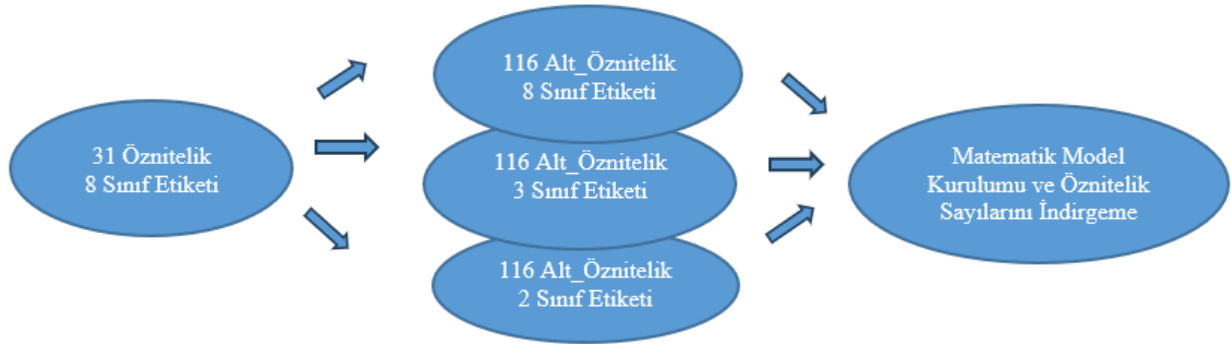 31 Öznitelik
8 Sınıf Etiketi
116 Alt_Öznitelik
8 Sınıf Etiketi
116 Alt_Öznitelik
3 Sınıf Etiketi
116 Alt_Öznitelik
2 Sınıf Etiketi
Matematik Model
Kurulumu ve Öznitelik
Sayılarını İndirgeme